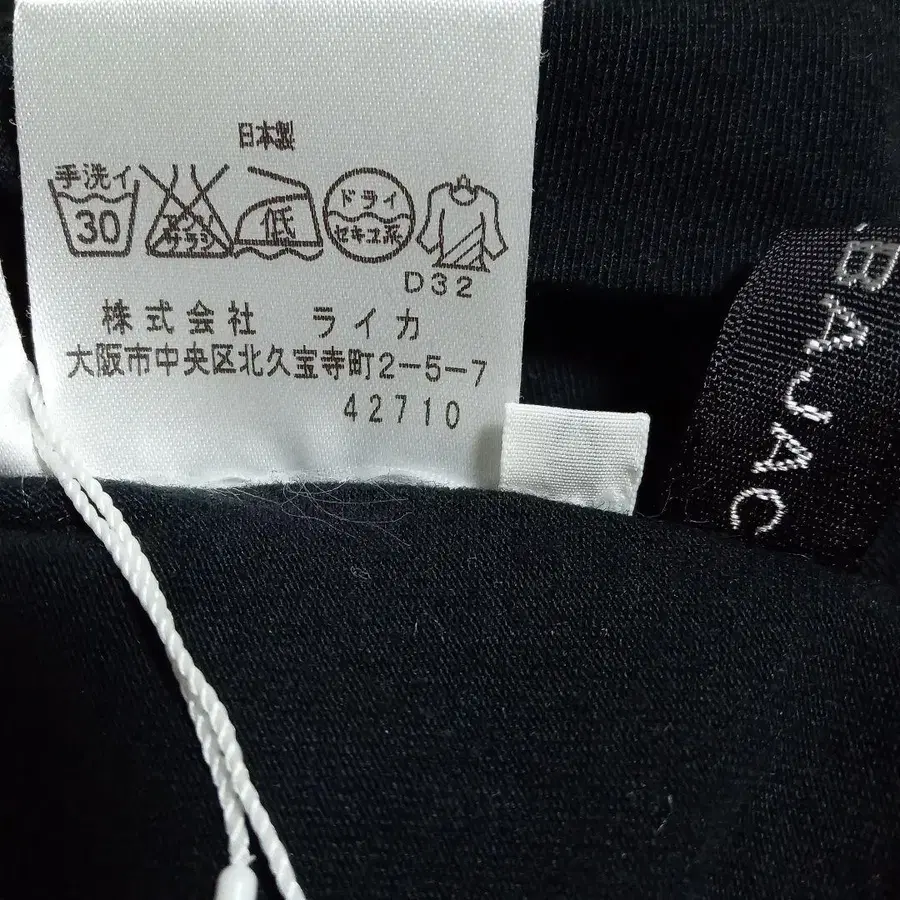 日本製
手洗イ 30 エンソ サラシ 低 ドライ セキユ系
D32
株式会社 ライカ
大阪市中央区北久宝寺町2-5-7
42710
.BAJAC